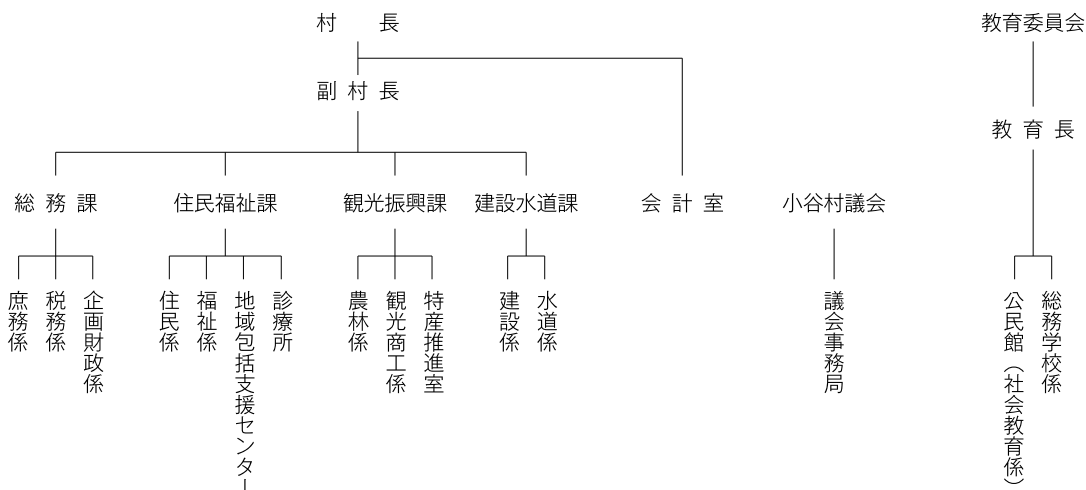 村長
教育委員会
副村長
教育長
総務課
住民福祉課
観光振興課
建設水道課
会計室
小谷村議会
庶務係
税務係
企画財政係
住民係
福祉係
地域包括支援センター
診療所
農林係
観光商工係
特産推進室
建設係
水道係
議会事務局
公民館（社会教育係）
総務学校係